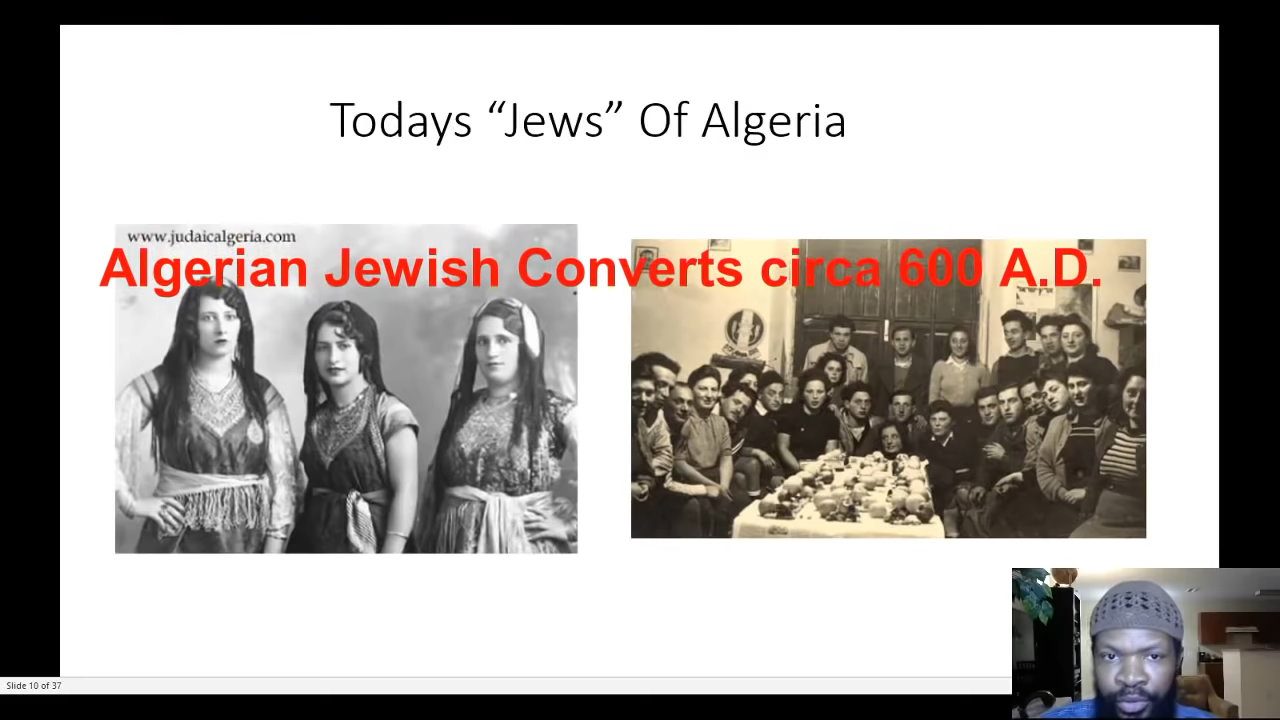 Todays “Jews” Of Algeria
www.judaicalgeria.com
Algerian Jewish Converts circa 600 A.D.
Slide 10 of 37